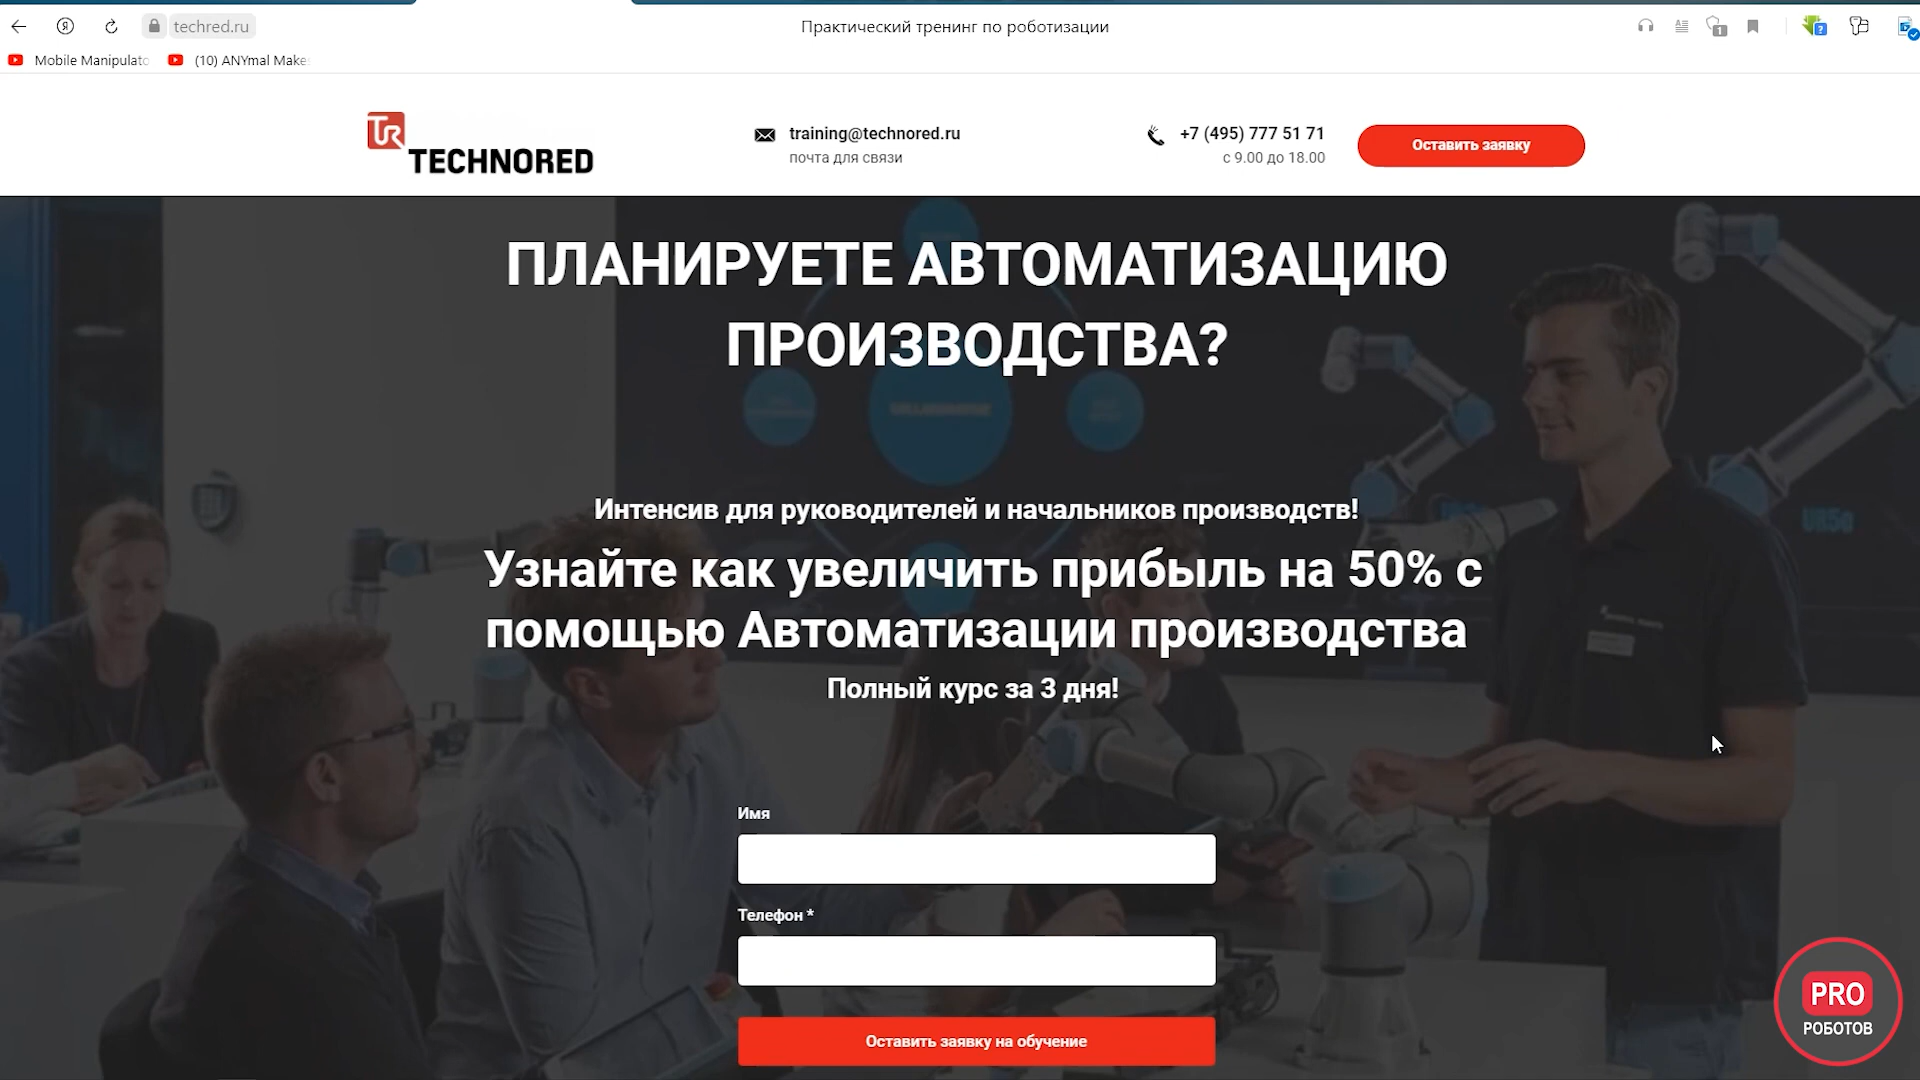 techred.ru
Практический тренинг по роботизации
1
?
Mobile Manipulato
(10) ANYmal Make
TR
TECHNORED
training@technored.ru
почта для связи
+7 (495) 777 51 71
с 9.00 до 18.00
Оставить заявку
ПЛАНИРУЕТЕ АВТОМАТИЗАЦИЮ
ПРОИЗВОДСТВА?
Интенсив для руководителей и начальников производств!
Узнайте как увеличить прибыль на 50% с
помощью Автоматизации производства
Полный курс за 3 дня!
Имя
Телефон *
Оставить заявку на обучение
PRO
РОБОТОВ